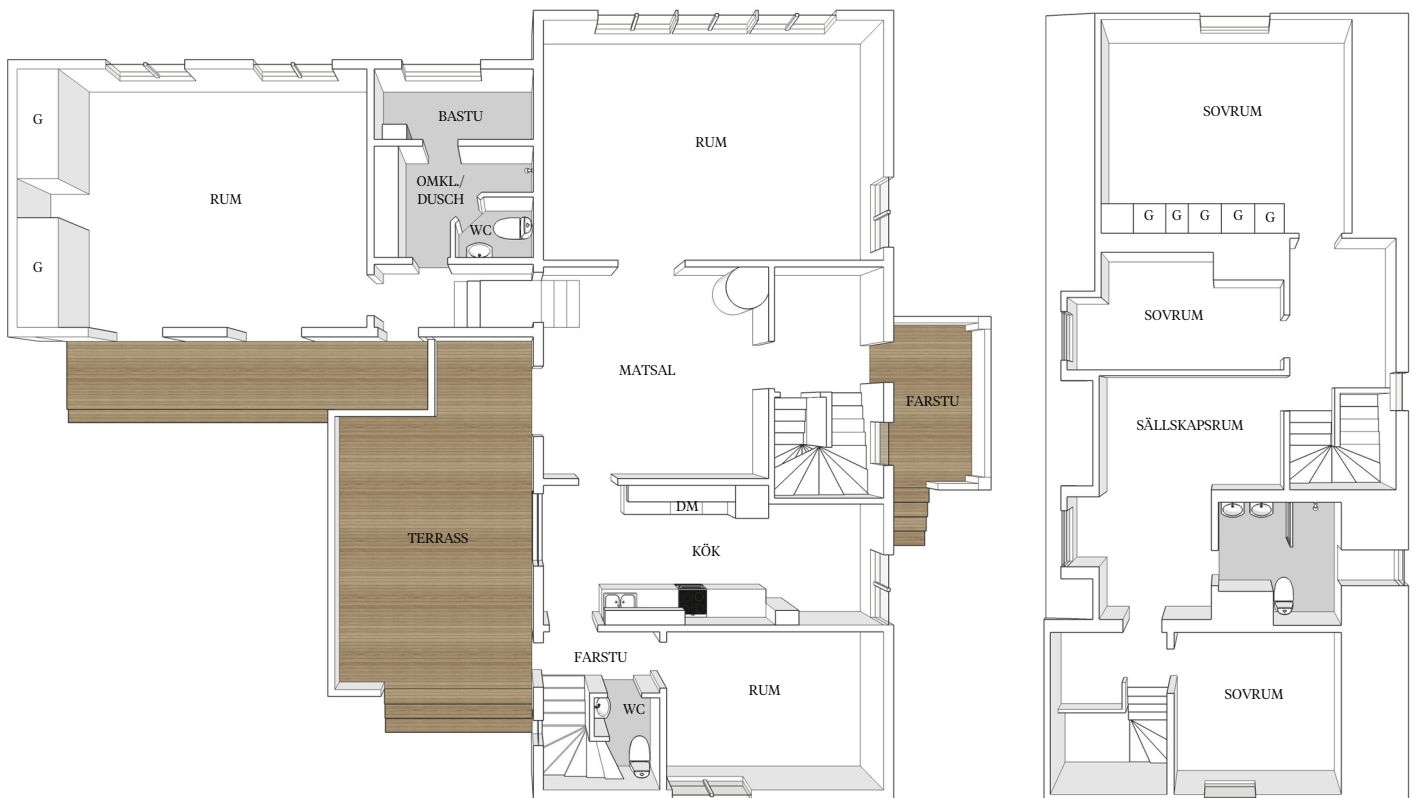 G
RUM
G
BASTU
OMKL./
DUSCH
WC
RUM
MATSAL
FARSTU
TERRASS
DM
KÖK
FARSTU
WC
RUM
SOVRUM
G
G
G
G
G
SOVRUM
SÄLLSKAPSRUM
SOVRUM